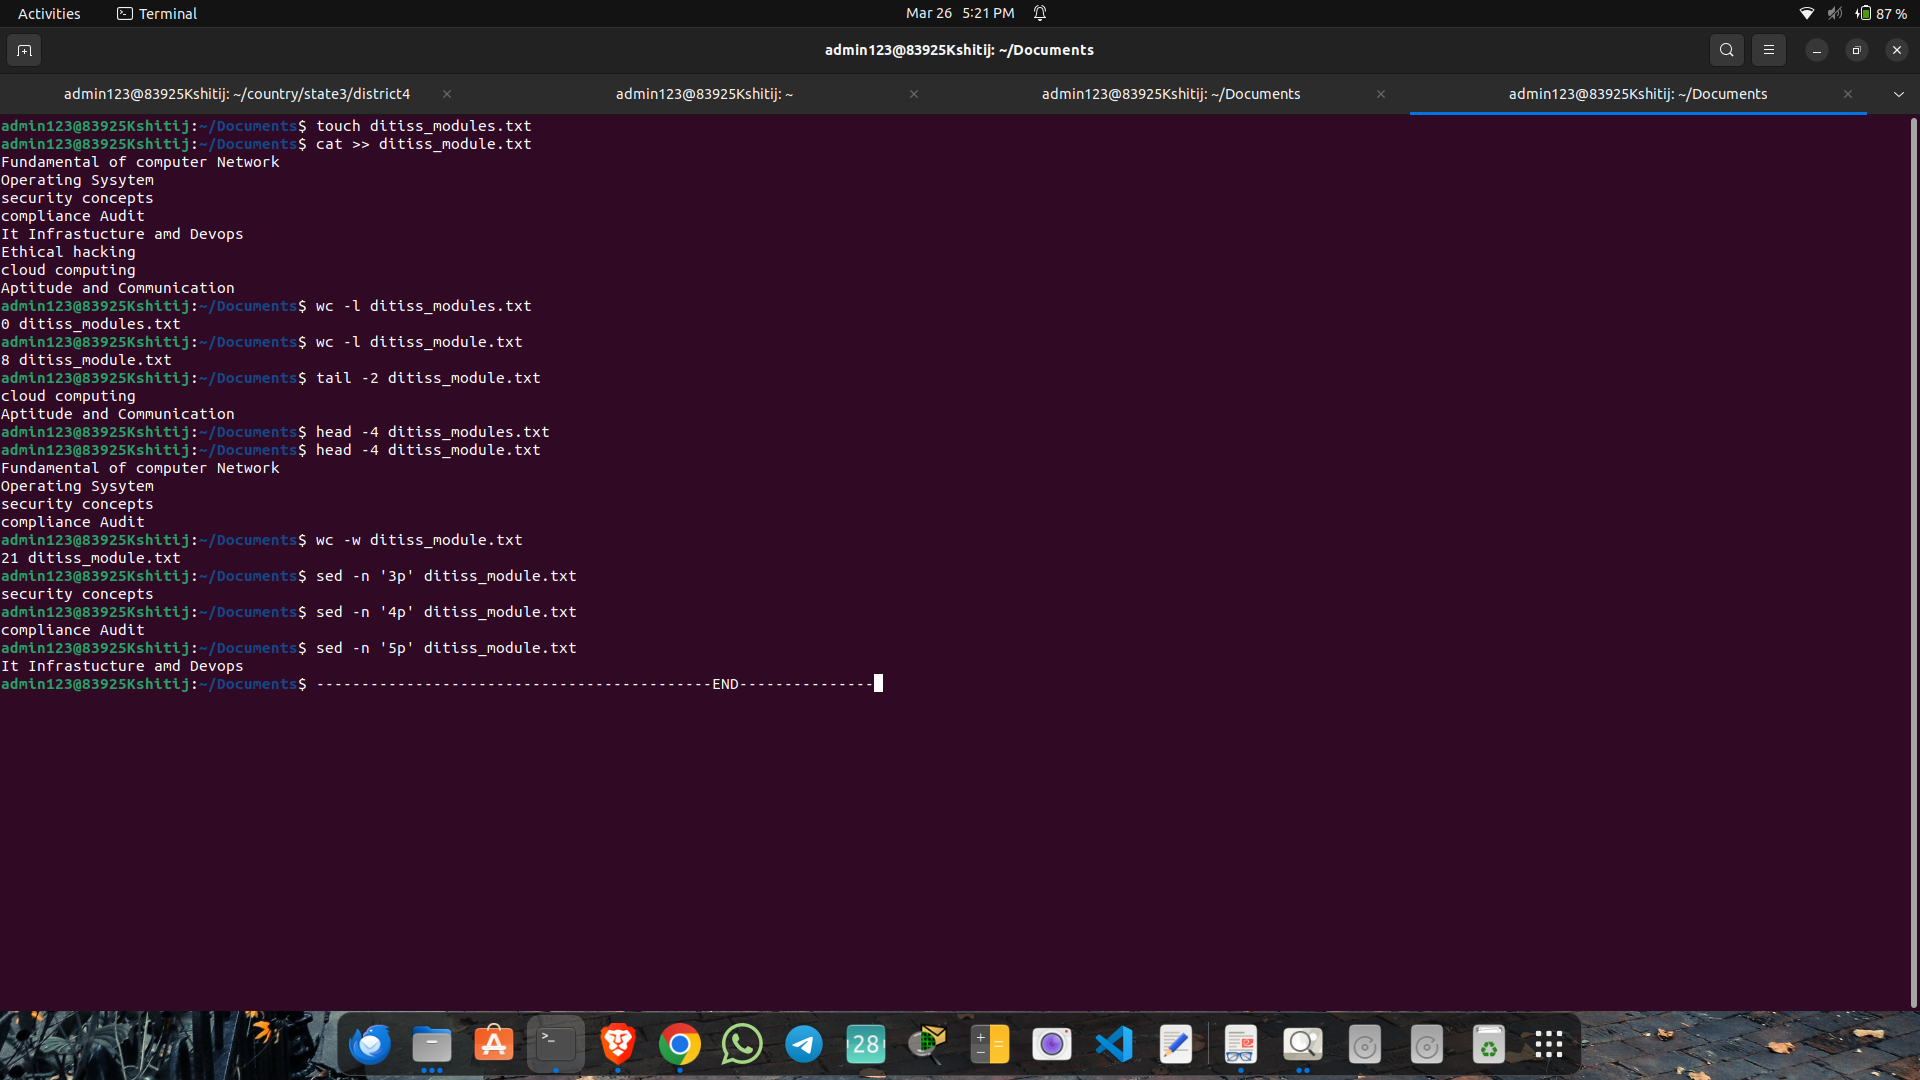 Activities Terminal Mar 26 5:21 PM 87 %
admin123@83925Kshitij: ~/Documents
admin123@83925Kshitij: ~/country/state3/district4 admin123@83925Kshitij: ~ admin123@83925Kshitij: ~/Documents admin123@83925Kshitij: ~/Documents
admin123@83925Kshitij:~/Documents$ touch ditiss_modules.txt
admin123@83925Kshitij:~/Documents$ cat >> ditiss_module.txt
Fundamental of computer Network
Operating Sysytem
security concepts
compliance Audit
It Infrastucture amd Devops
Ethical hacking
cloud computing
Aptitude and Communication
admin123@83925Kshitij:~/Documents$ wc -l ditiss_modules.txt
0 ditiss_modules.txt
admin123@83925Kshitij:~/Documents$ wc -l ditiss_module.txt
8 ditiss_module.txt
admin123@83925Kshitij:~/Documents$ tail -2 ditiss_module.txt
cloud computing
Aptitude and Communication
admin123@83925Kshitij:~/Documents$ head -4 ditiss_modules.txt
admin123@83925Kshitij:~/Documents$ head -4 ditiss_module.txt
Fundamental of computer Network
Operating Sysytem
security concepts
compliance Audit
admin123@83925Kshitij:~/Documents$ wc -w ditiss_module.txt
21 ditiss_module.txt
admin123@83925Kshitij:~/Documents$ sed -n '3p' ditiss_module.txt
security concepts
admin123@83925Kshitij:~/Documents$ sed -n '4p' ditiss_module.txt
compliance Audit
admin123@83925Kshitij:~/Documents$ sed -n '5p' ditiss_module.txt
It Infrastucture amd Devops
admin123@83925Kshitij:~/Documents$ --------------------------------------------END---------------
28